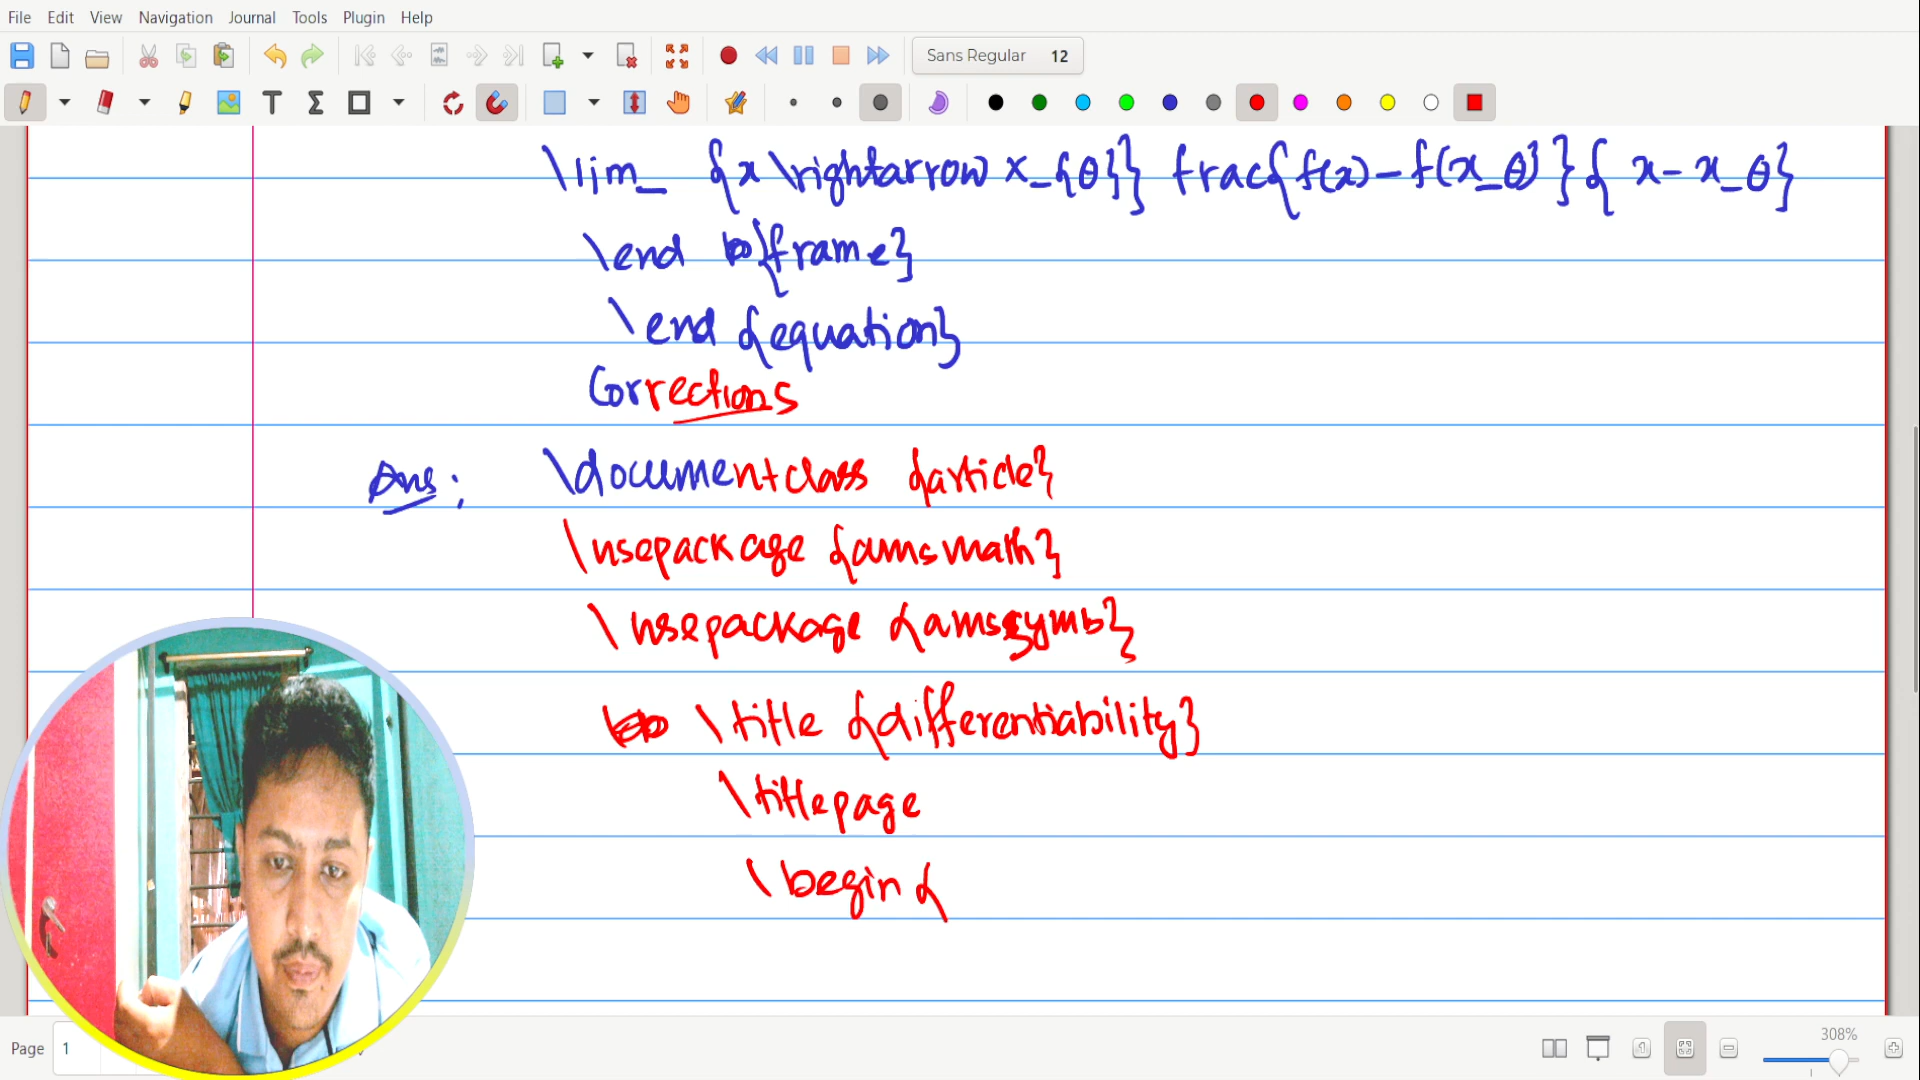 File Edit View Navigation Journal Tools Plugin Help
Sans Regular 12
\lim_ {x \rightarrow x_{0}} frac{f(x)-f(x_0)}{x-x_0}
\end {frame}
\end {equation}
Corrections
Ans: \documentclass {article}
\usepackage {amsmath}
\usepackage {amssymb}
\title {differentiability}
\titlepage
\begin {
Page 1
308%